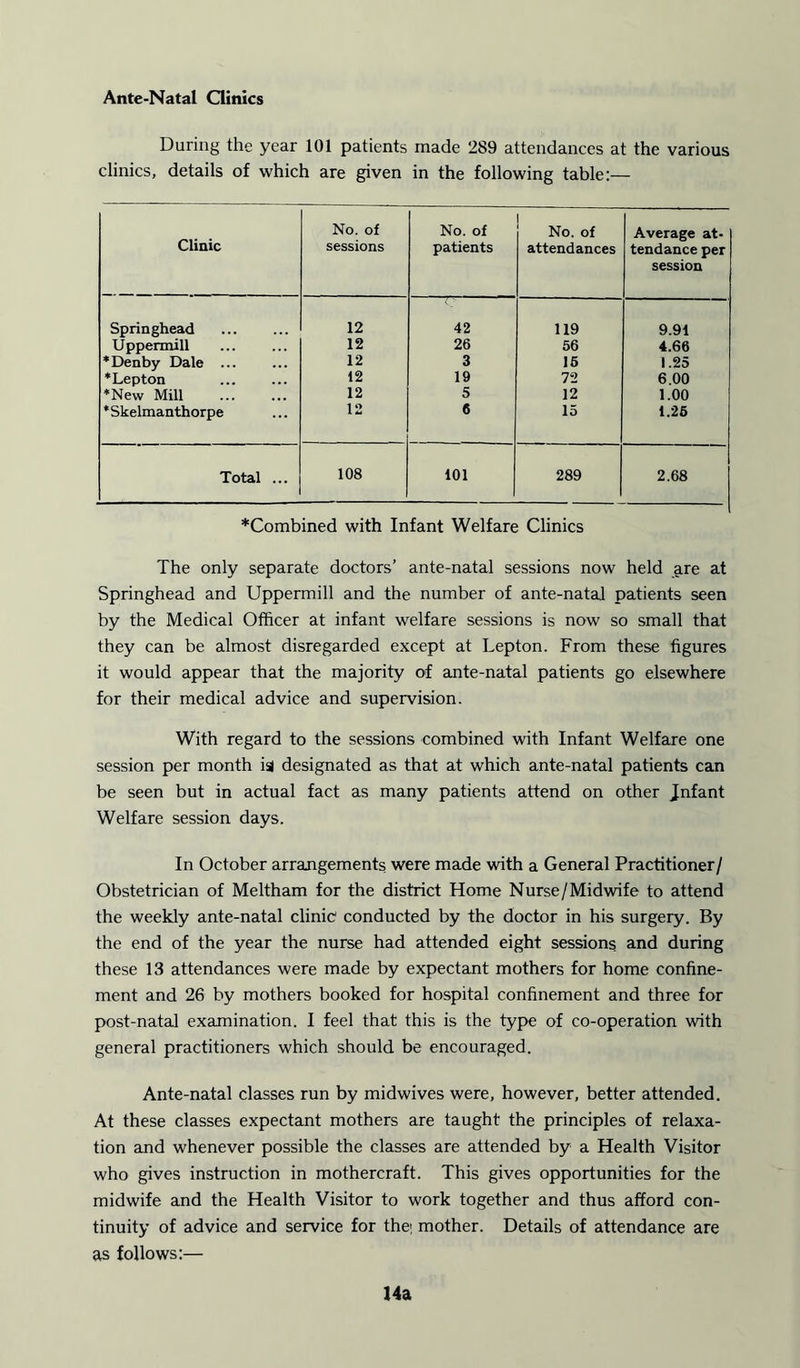 Ante-Natal Clinics
During the year 101 patients made 289 attendances at the various
clinics, details of which are given in the following table:—
Clinic | No. of sessions | No. of patients | No. of attendances | Average at- tendance per session
Springhead ... ... 12 42 119 9.91
Uppermill ... ... 12 26 56 4.66
*Denby Dale ... ... 12 3 15 1.25
*Lepton ... ... 12 19 72 6.00
*New Mill ... ... 12 5 12 1.00
*Skelmanthorpe ... 12 6 15 1.25
Total ... 108 101 289 2.68
*Combined with Infant Welfare Clinics
The only separate doctors' ante-natal sessions now held are at
Springhead and Uppermill and the number of ante-natal patients seen
by the Medical Officer at infant welfare sessions is now so small that
they can be almost disregarded except at Lepton. From these figures
it would appear that the majority of ante-natal patients go elsewhere
for their medical advice and supervision.
With regard to the sessions combined with Infant Welfare one
session per month is designated as that at which ante-natal patients can
be seen but in actual fact as many patients attend on other Infant
Welfare session days.
In October arrangements were made with a General Practitioner/
Obstetrician of Meltham for the district Home Nurse/Midwife to attend
the weekly ante-natal clinic conducted by the doctor in his surgery. By
the end of the year the nurse had attended eight sessions and during
these 13 attendances were made by expectant mothers for home confine-
ment and 26 by mothers booked for hospital confinement and three for
post-natal examination. I feel that this is the type of co-operation with
general practitioners which should be encouraged.
Ante-natal classes run by midwives were, however, better attended.
At these classes expectant mothers are taught the principles of relaxa-
tion and whenever possible the classes are attended by a Health Visitor
who gives instruction in mothercraft. This gives opportunities for the
midwife and the Health Visitor to work together and thus afford con-
tinuity of advice and service for the mother. Details of attendance are
as follows:—
14a